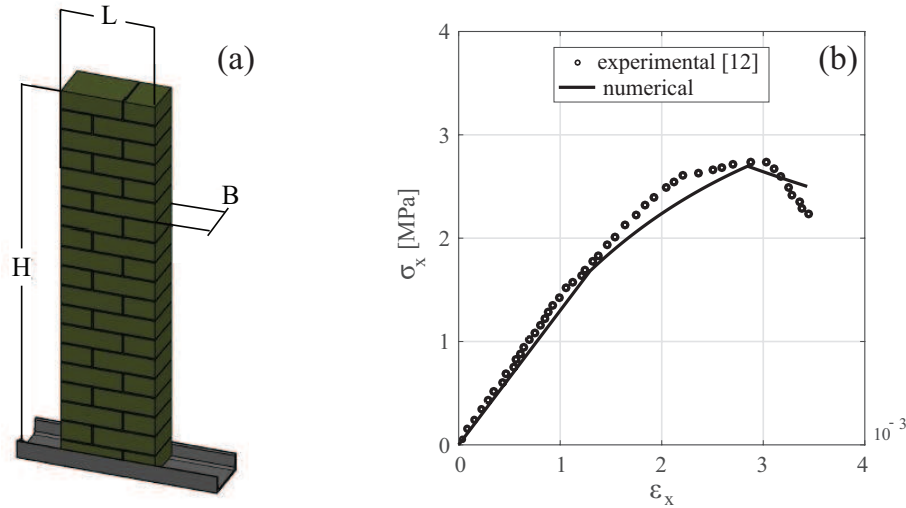 (a)
L
B
H
(b)
experimental [12]
numerical
σx [MPa]
4
3
2
1
0
0 1 2 3 4
10-3
εx